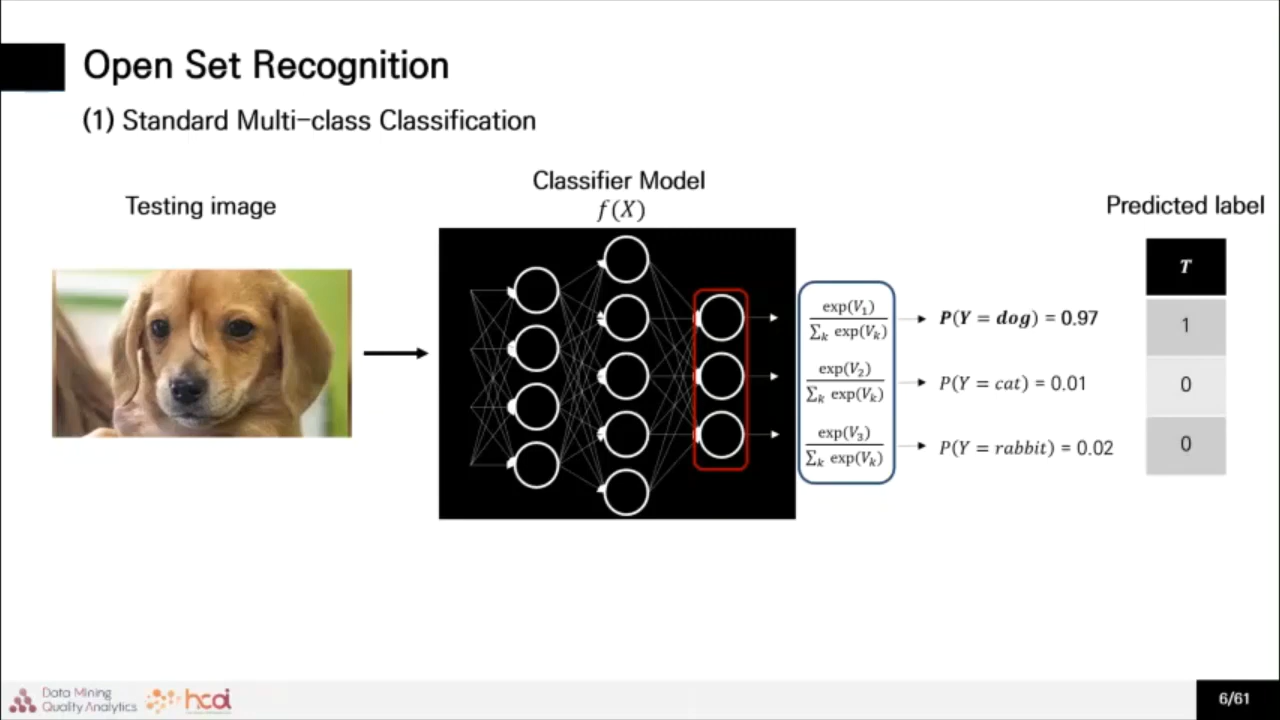 Open Set Recognition
(1) Standard Multi-class Classification
Testing image
Classifier Model
f(X)
Predicted label
T
exp(V₁)
∑ₖ exp(Vₖ)
P(Y = dog) = 0.97
1
exp(V₂)
∑ₖ exp(Vₖ)
P(Y = cat) = 0.01
0
exp(V₃)
∑ₖ exp(Vₖ)
P(Y = rabbit) = 0.02
0
Data Mining
Quality Analytics
hcai
6/61